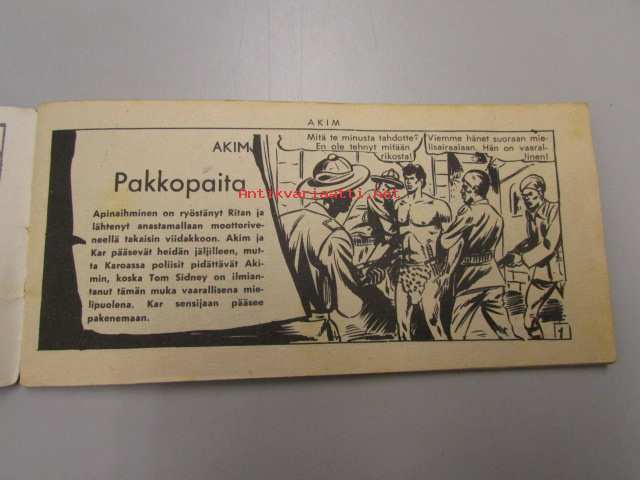 AKIM
AKIM
Pakkopaita
Apinaihminen on ryöstänyt Ritan ja
lähtenyt anastamallaan moottorive-
neellä takaisin viidakkoon. Akim ja
Kar pääsevät heidän jäljilleen, mut-
ta Karoassa poliisit pidättävät Aki-
min, koska Tom Sidney on ilmian-
tanut tämän muka vaarallisena mie-
lipuolena. Kar sensijaan pääsee
pakenemaan.
Mitä te minusta tahdotte?
En ole tehnyt mitään
rikosta!
Viemme hänet suoraan mie-
lisairaalaan. Hän on vaaral-
linen!
1
Antikvariaatti.net